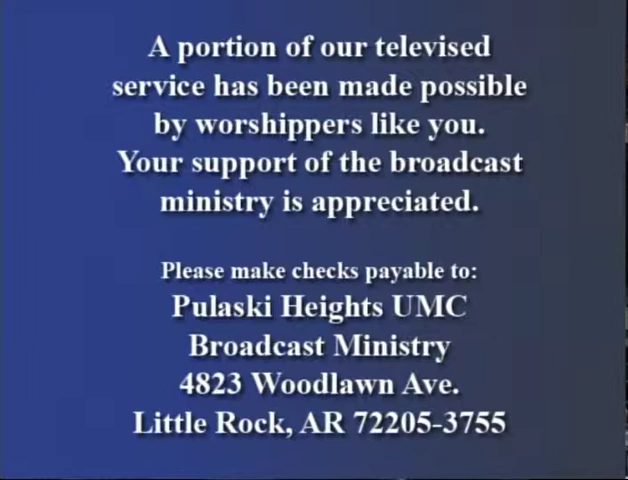 A portion of our televised
service has been made possible
by worshippers like you.
Your support of the broadcast
ministry is appreciated.
Please make checks payable to:
Pulaski Heights UMC
Broadcast Ministry
4823 Woodlawn Ave.
Little Rock, AR 72205-3755